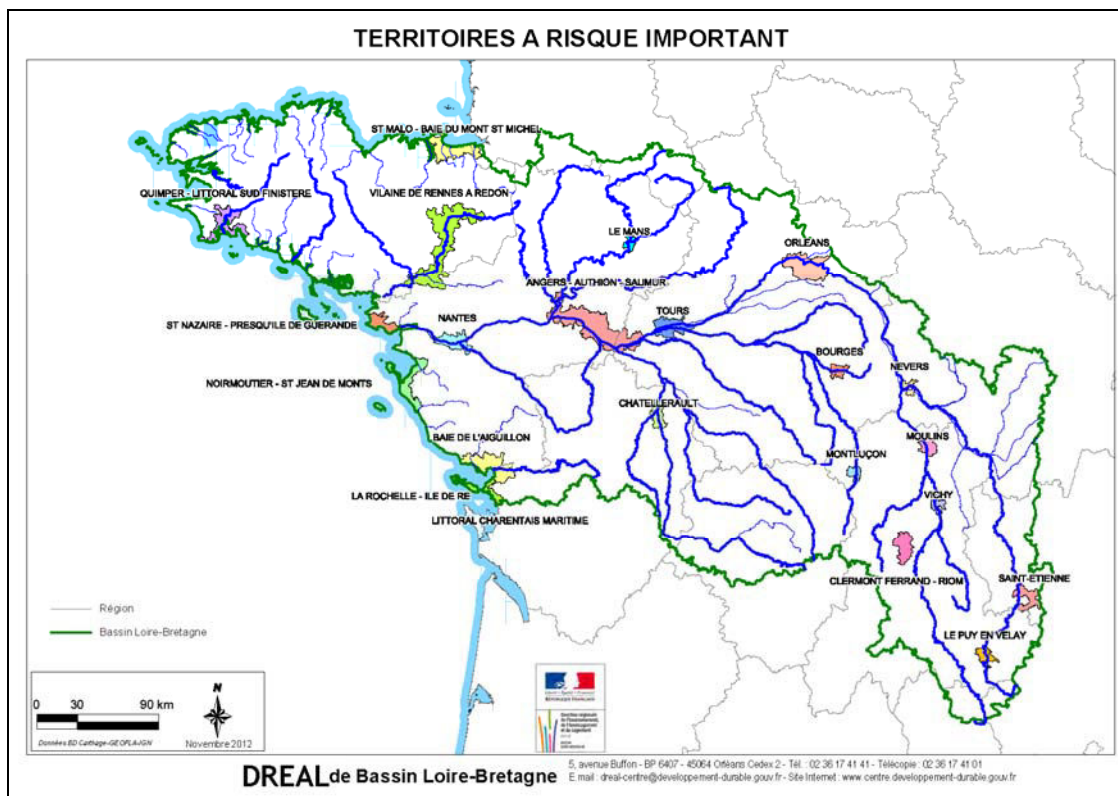 TERRITOIRES A RISQUE IMPORTANT
ST MALO - BAIE DU MONT ST MICHEL
QUIMPER - LITTORAL SUD FINISTERE
VILAINE DE RENNES A REDON
LE MANS
ORLEANS
ANGERS - AUTHION - SAUMUR
ST NAZAIRE - PRESQU'ILE DE GUERANDE
NANTES
TOURS
BOURGES
NEVERS
NOIRMOUTIER - ST JEAN DE MONTS
CHATELLERAULT
BAIE DE L'AIGUILLON
MOULINS
MONTLUÇON
LA ROCHELLE - ILE DE RE
VICHY
LITTORAL CHARENTAIS MARITIME
CLERMONT FERRAND - RIOM
SAINT-ETIENNE
LE PUY EN VELAY
Région
Bassin Loire-Bretagne
N
0 30 90 km
Données BD Carthage-GEOFLA-IGN
Novembre 2012
RÉPUBLIQUE FRANÇAISE
DREAL de Bassin Loire-Bretagne
5, avenue Buffon - BP 6407 - 45064 Orléans Cedex 2 - Tél. : 02 36 17 41 41 - Télécopie : 02 36 17 41 01
E.mail : dreal-centre@developpement-durable.gouv.fr - Site Internet : www.centre.developpement-durable.gouv.fr